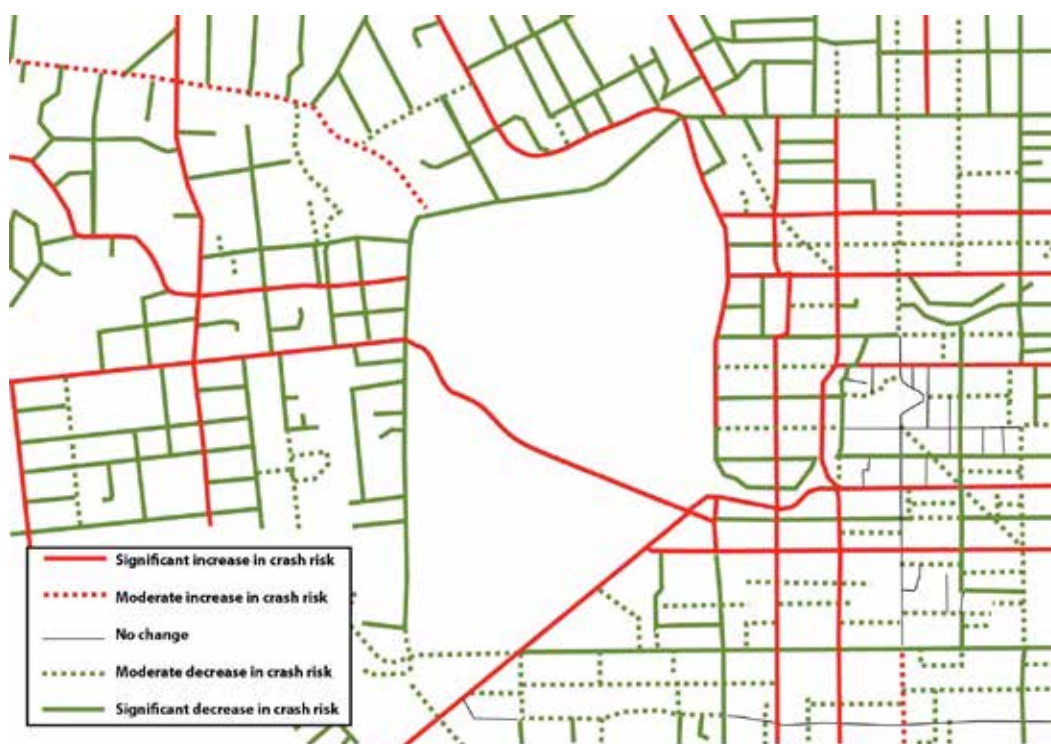 Significant increase in crash risk
Moderate increase in crash risk
No change
Moderate decrease in crash risk
Significant decrease in crash risk